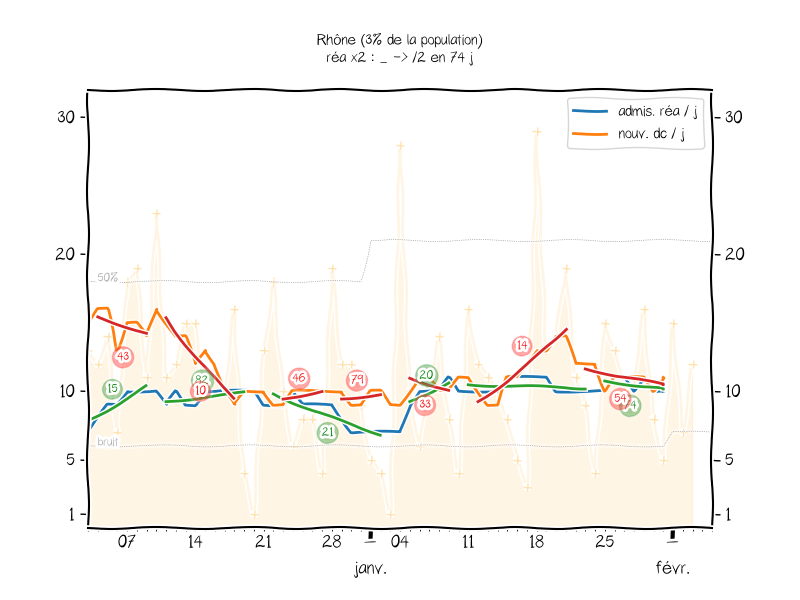 Rhône (3% de la population)
réa x2 : _ -> /2 en 74 j
admis. réa / j
nouv. dc / j
30 30
20 20
50%
10 10
bruit
5 5
1 1
43
15
82
10
46
79
21
20
33
14
54
07 14 21 28 04 11 18 25
janv. févr.